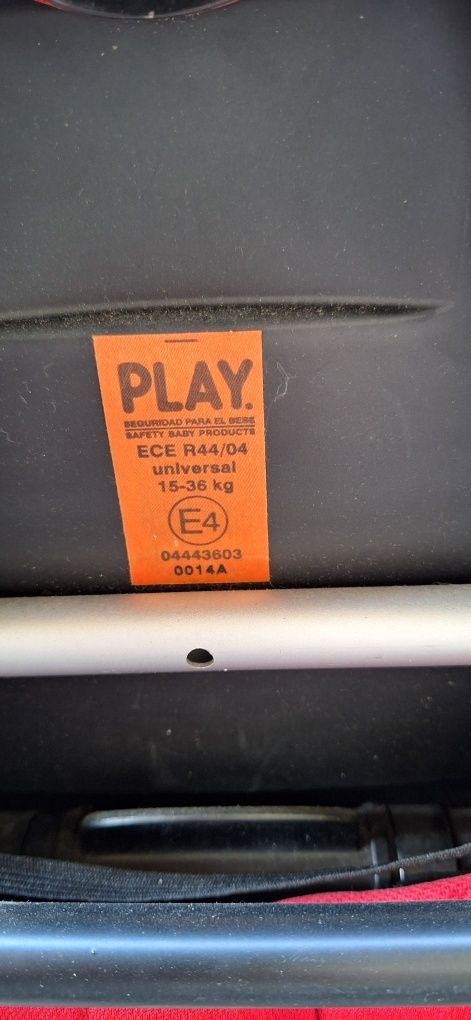 PLAY.
SEGURIDAD PARA EL BEBE
SAFETY BABY PRODUCTS
ECE R44/04
universal
15-36 kg
E4
04443603
0014A